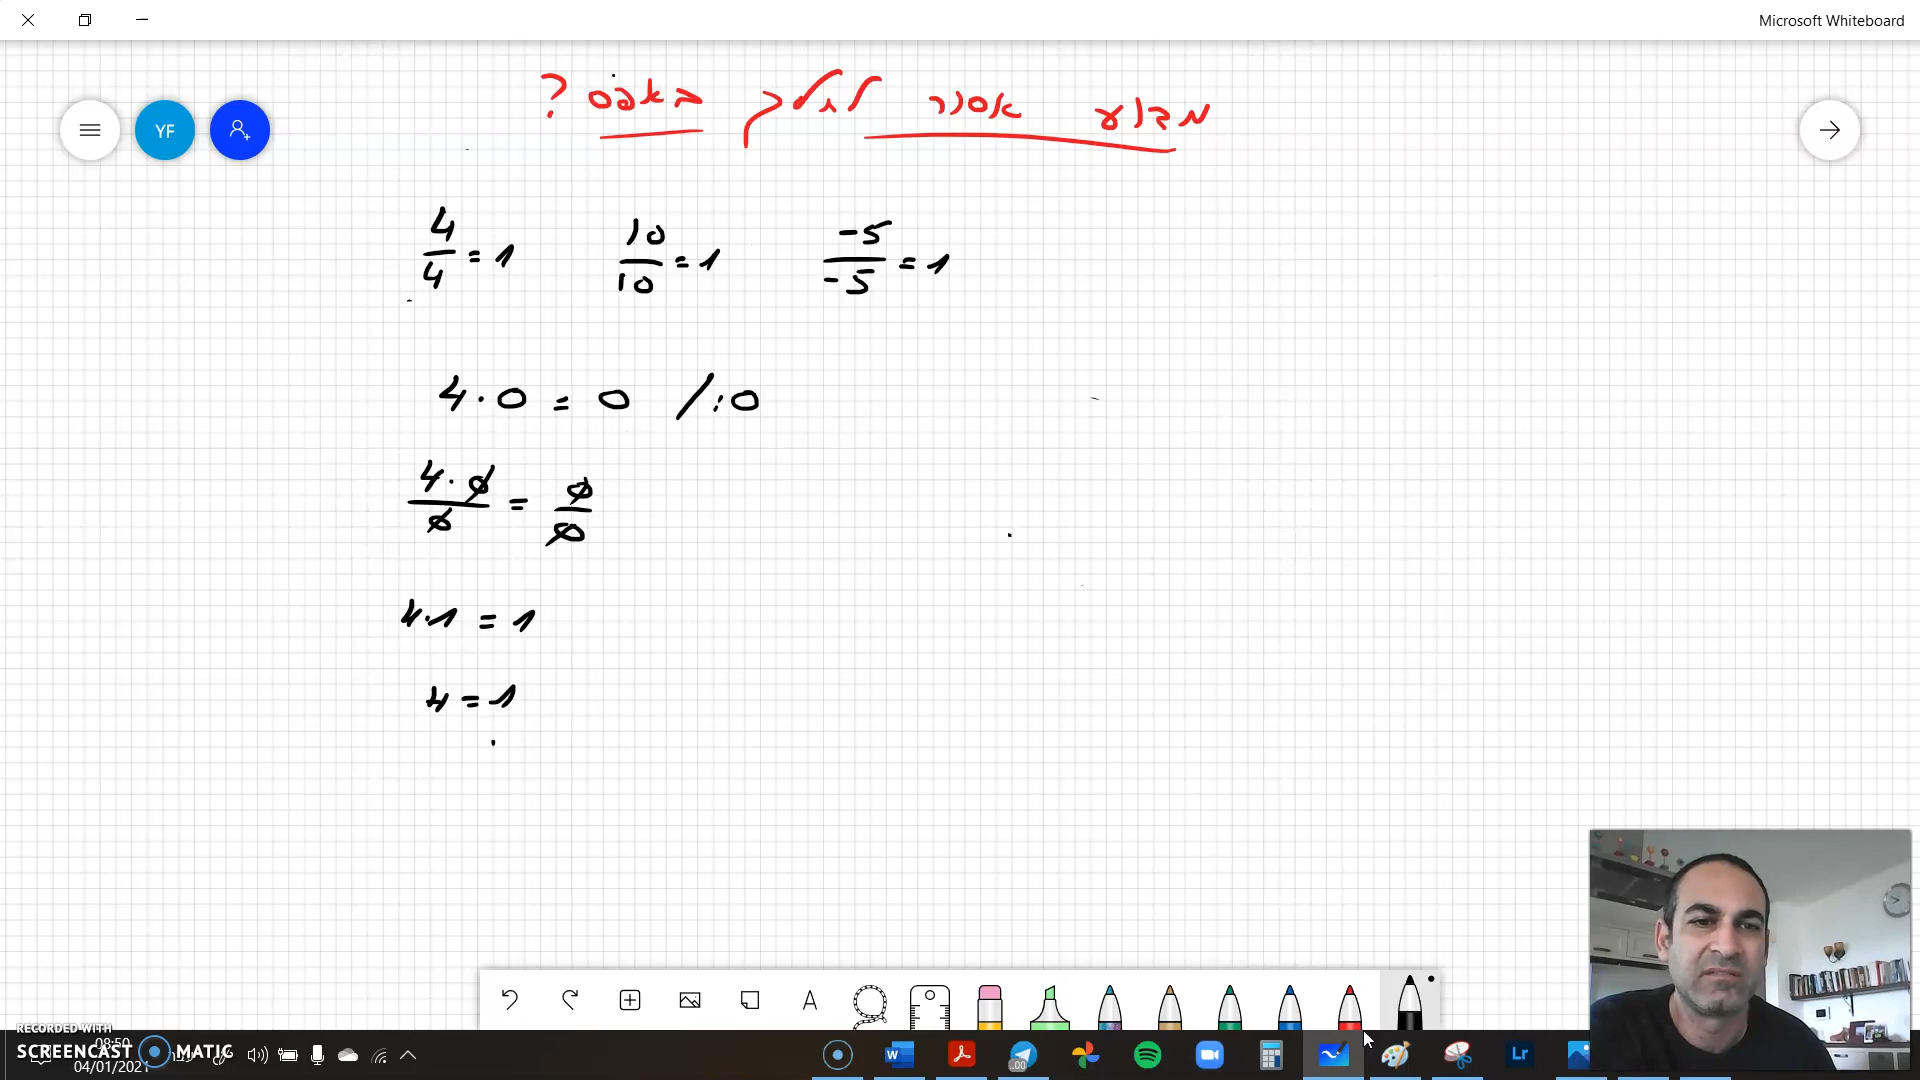 Microsoft Whiteboard
מדוע אסור לחלק באפס ?
YF
4/4 = 1   10/10 = 1   -5/-5 = 1
4 · 0 = 0   / : 0
4 · 0 / 0 = 0 / 0
4 · 1 = 1
4 = 1
A
RECORDED WITH
SCREENCAST MATIC
08:50
04/01/2021
.00
Lr